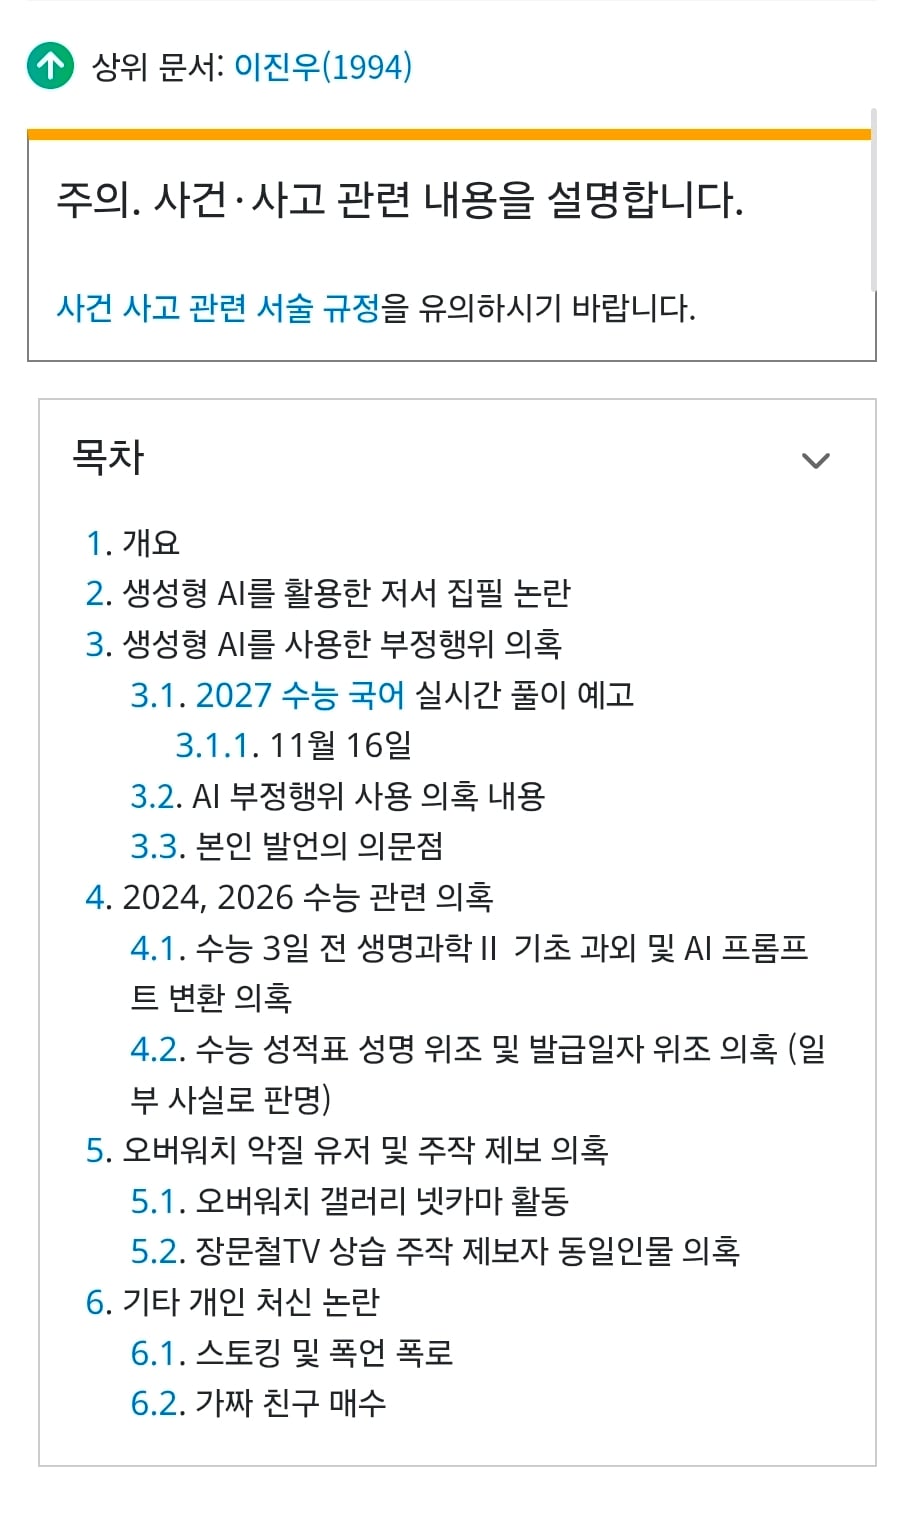 상위 문서: 이진우(1994)
주의. 사건·사고 관련 내용을 설명합니다.
사건 사고 관련 서술 규정을 유의하시기 바랍니다.
목차
1. 개요
2. 생성형 AI를 활용한 저서 집필 논란
3. 생성형 AI를 사용한 부정행위 의혹
3.1. 2027 수능 국어 실시간 풀이 예고
3.1.1. 11월 16일
3.2. AI 부정행위 사용 의혹 내용
3.3. 본인 발언의 의문점
4. 2024, 2026 수능 관련 의혹
4.1. 수능 3일 전 생명과학Ⅱ 기초 과외 및 AI 프롬프
트 변환 의혹
4.2. 수능 성적표 성명 위조 및 발급일자 위조 의혹 (일
부 사실로 판명)
5. 오버워치 악질 유저 및 주작 제보 의혹
5.1. 오버워치 갤러리 넷카마 활동
5.2. 장문철TV 상습 주작 제보자 동일인물 의혹
6. 기타 개인 처신 논란
6.1. 스토킹 및 폭언 폭로
6.2. 가짜 친구 매수